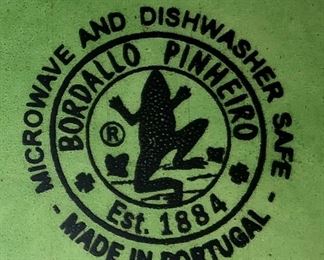 MICROWAVE AND DISHWASHER SAFE
BORDALLO PINHEIRO
®
Est. 1884
- MADE IN PORTUGAL -